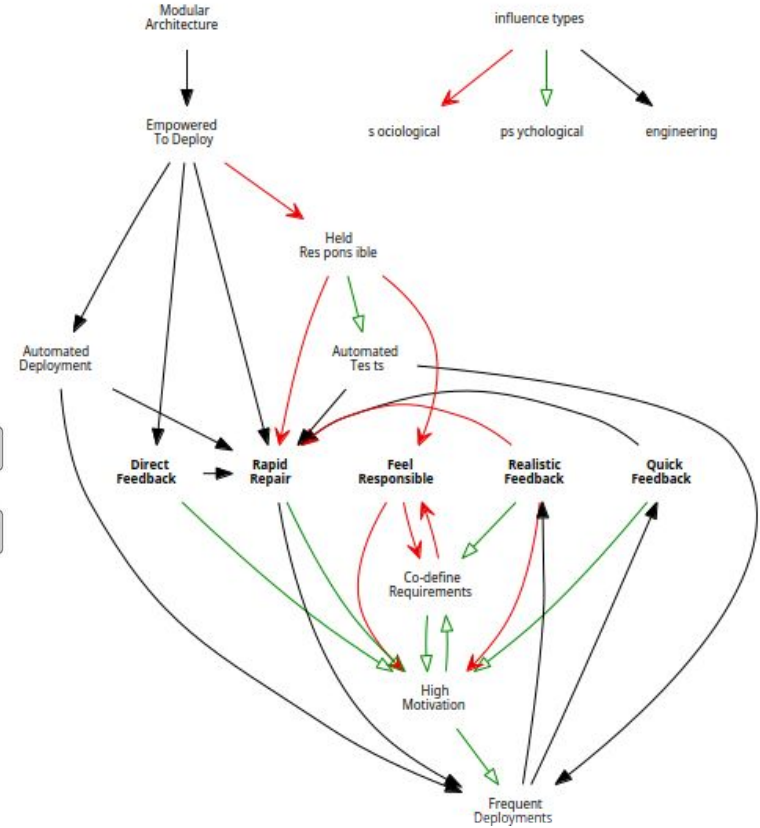 Modular
Architecture
influence types
Empowered
To Deploy
s ociological
ps ychological
engineering
Held
Res pons ible
Automated
Deployment
Automated
Tes ts
Direct
Feedback
Rapid
Repair
Feel
Responsible
Realistic
Feedback
Quick
Feedback
Co-define
Requirements
High
Motivation
Frequent
Deployments